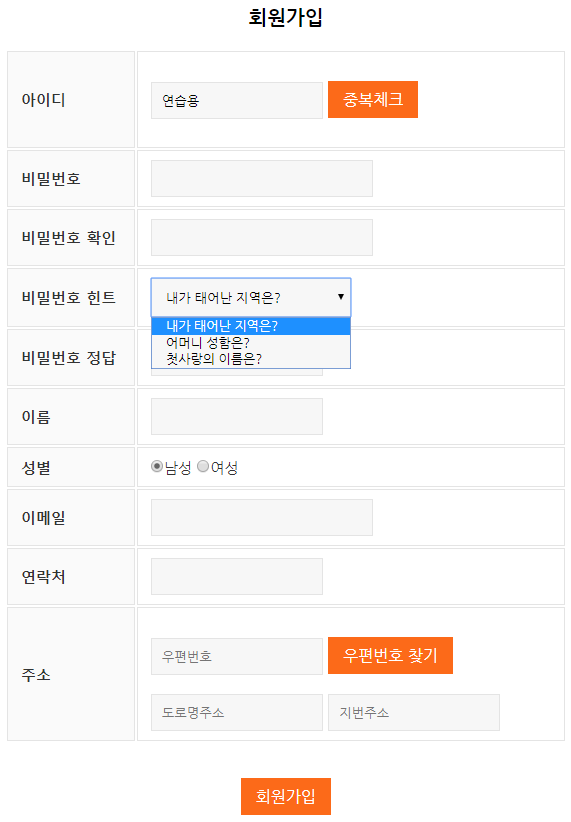 회원가입
아이디 연습용 중복체크
비밀번호
비밀번호 확인
비밀번호 힌트 내가 태어난 지역은?
내가 태어난 지역은?
어머니 성함은?
비밀번호 정답
첫사랑의 이름은?
이름
성별 남성 여성
이메일
연락처
우편번호 우편번호 찾기
주소
도로명주소 지번주소
회원가입